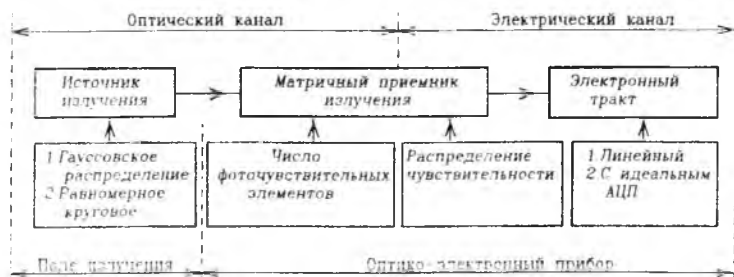 Оптический канал
Электрический канал
Источник
излучения
Матричный приемник
излучения
Электронный
тракт
1 Гауссовское
распределение
2 Равномерное
круговое
Число
фоточувствительных
элементов
Распределение
чувствительности
1. Линейный
2. С идеальным
АЦП
Поле излучения
Оптико-электронный прибор